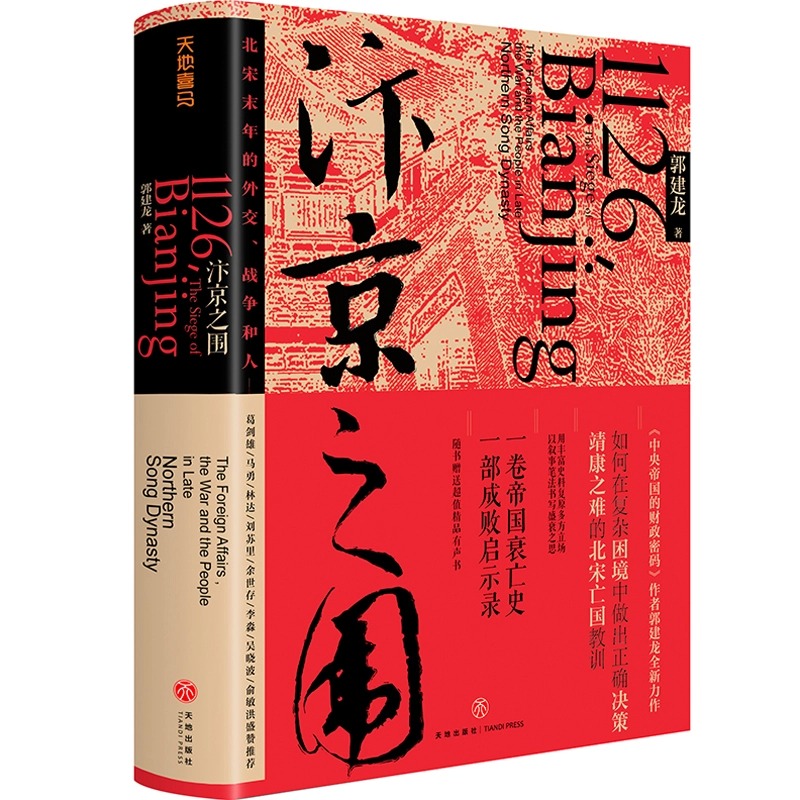 天地喜马
1126,
汴京之围
The Siege of
Bianjing
郭建龙 著
The Foreign Affairs,
the War and the People
in Late
Northern
Song Dynasty
天地出版社
TIANDI PRESS
北宋末年的外交、战争和人
葛剑雄/马勇/林达/刘苏里/余世存/李淼/吴晓波/俞敏洪盛赞推荐
汴京之围
1126,
The Siege of
Bianjing
The Foreign Affairs,
the War and the People in Late
Northern Song Dynasty
郭建龙 著
《中央帝国的财政密码》作者郭建龙全新力作
如何在复杂困境中做出正确决策
靖康之难的北宋亡国教训
用丰富史料复原多方立场
以叙事笔法书写盛衰之思
一卷帝国衰亡史
一部成败启示录
随书赠送超值精品有声书
天地出版社 | TIANDI PRESS